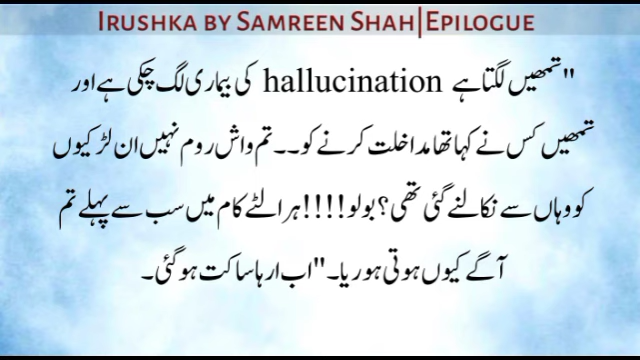 IRUSHKA BY SAMREEN SHAH|EPILOGUE
"تمھیں لگتا ہے hallucination کی بیماری لگ چکی ہے اور
تمھیں کس نے کہا تھا مداخلت کرنے کو۔۔تم واش روم نہیں ان لڑکیوں
کو وہاں سے نکالنے گئی تھی؟ بولو!!!! ہر الٹے کام میں سب سے پہلے تم
آگے کیوں ہوتی ہو ریا۔"اب ارہا ساکت ہو گئی۔